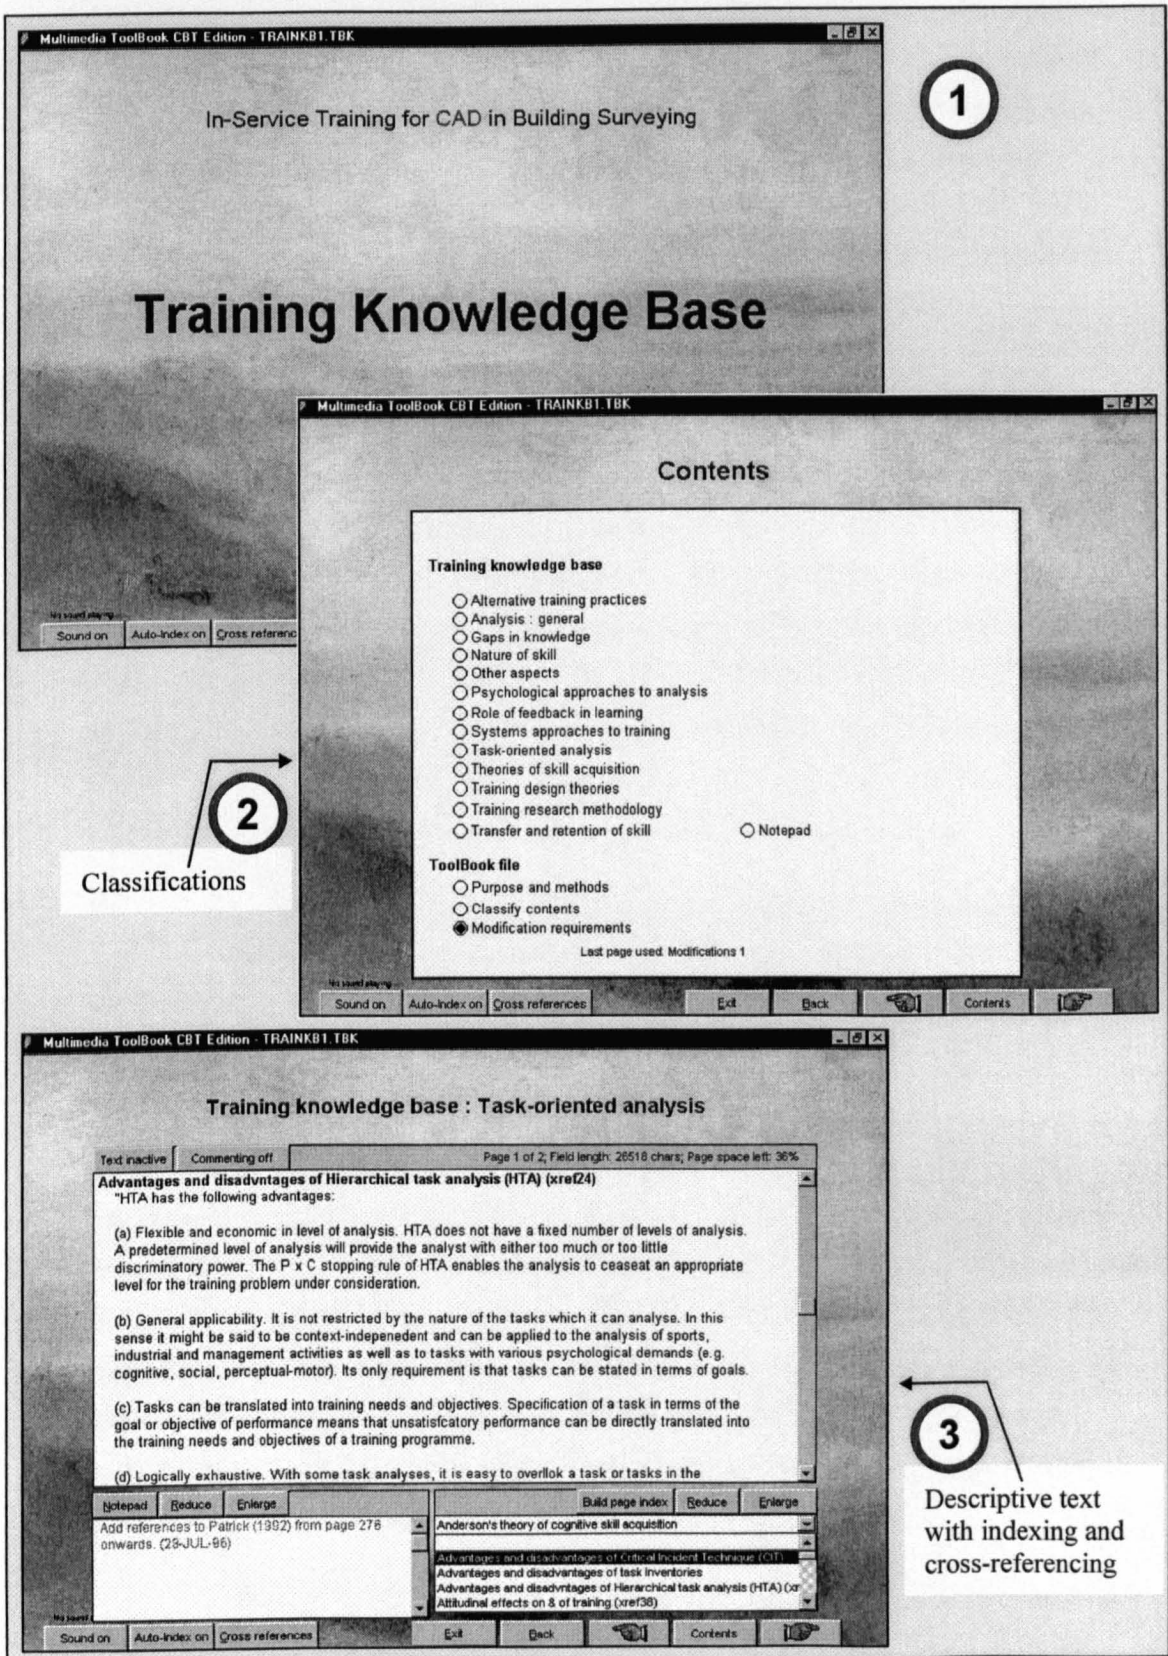 Multimedia ToolBook CBT Edition - TRAINKB1.TBK
In-Service Training for CAD in Building Surveying
1
Training Knowledge Base
No sound playing
Sound on Auto-Index on Cross referenc
Multimedia ToolBook CBT Edition - TRAINKB1.TBK
Contents
Training knowledge base
Alternative training practices
Analysis : general
Gaps in knowledge
Nature of skill
Other aspects
Psychological approaches to analysis
Role of feedback in learning
Systems approaches to training
Task-oriented analysis
Theories of skill acquisition
Training design theories
Training research methodology
Transfer and retention of skill Notepad
ToolBook file
Purpose and methods
Classify contents
Modification requirements
Last page used: Modifications 1
No sound playing
Sound on Auto-Index on Cross references Exit Back Contents
2
Classifications
Multimedia ToolBook CBT Edition - TRAINKB1.TBK
Training knowledge base : Task-oriented analysis
Text inactive Commenting off Page 1 of 2; Field length: 26518 chars; Page space left: 36%
Advantages and disadvntages of Hierarchical task analysis (HTA) (xref24)
"HTA has the following advantages:
(a) Flexible and economic in level of analysis. HTA does not have a fixed number of levels of analysis.
A predetermined level of analysis will provide the analyst with either too much or too little
discriminatory power. The P x C stopping rule of HTA enables the analysis to ceaseat an appropriate
level for the training problem under consideration.
(b) General applicability. It is not restricted by the nature of the tasks which it can analyse. In this
sense it might be said to be context-indepenedent and can be applied to the analysis of sports,
industrial and management activities as well as to tasks with various psychological demands (e.g.
cognitive, social, perceptual-motor). Its only requirement is that tasks can be stated in terms of goals.
(c) Tasks can be translated into training needs and objectives. Specification of a task in terms of the
goal or objective of performance means that unsatisfcatory performance can be directly translated into
the training needs and objectives of a training programme.
(d) Logically exhaustive. With some task analyses, it is easy to overllok a task or tasks in the
Notepad Reduce Enlarge Build page index Reduce Enlarge
Add references to Patrick (1992) from page 276
onwards. (23-JUL-96)
Anderson's theory of cognitive skill acquisition
Advantages and disadvantages of Critical Incident Technique (CIT)
Advantages and disadvantages of task inventories
Advantages and disadvntages of Hierarchical task analysis (HTA) (xr
Attitudinal effects on & of training (xref36)
Sound on Auto-Index on Cross references Exit Back Contents
3
Descriptive text
with indexing and
cross-referencing